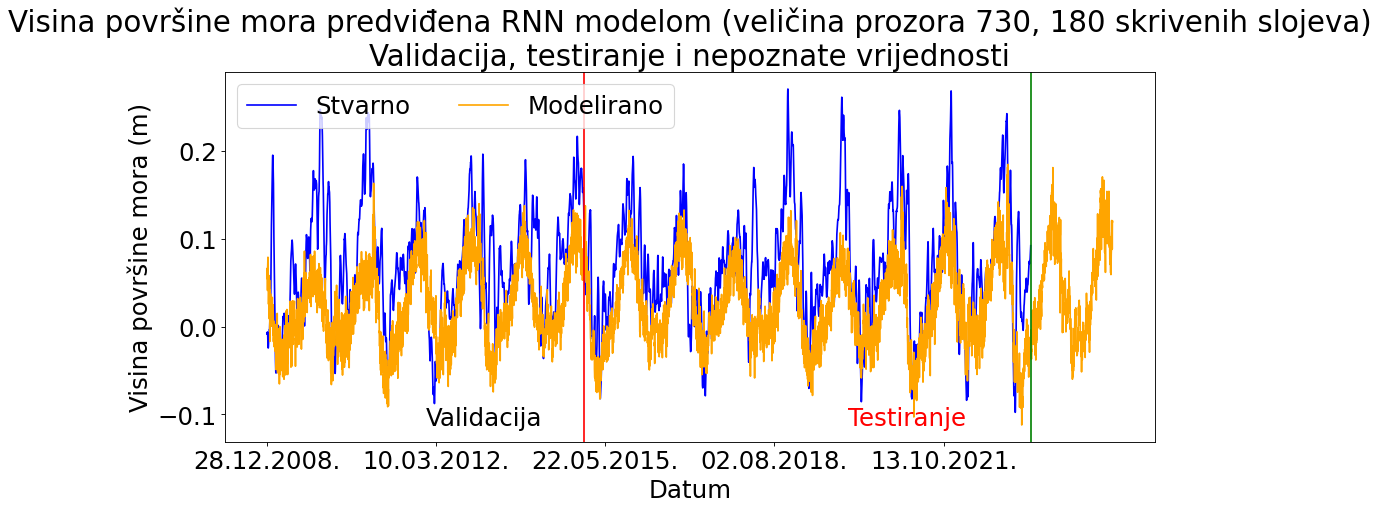 Visina površine mora predviđena RNN modelom (veličina prozora 730, 180 skrivenih slojeva)
Validacija, testiranje i nepoznate vrijednosti
Stvarno Modelirano
Visina površine mora (m)
0.2
0.1
0.0
−0.1
Validacija
Testiranje
28.12.2008. 10.03.2012. 22.05.2015. 02.08.2018. 13.10.2021.
Datum